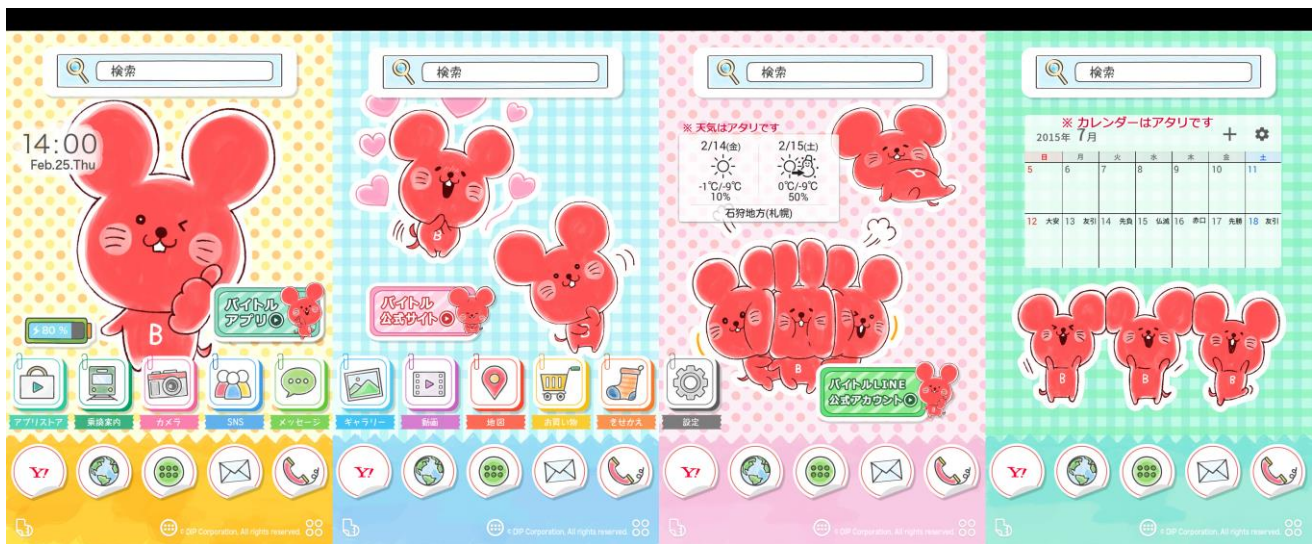 検索
14:00
Feb.25.Thu
B
バイトル
アプリ
80 %
アプリストア
乗換案内
カメラ
SNS
メッセージ
Y!
© DIP Corporation, All rights reserved.
検索
B
バイトル
公式サイト
ギャラリー
動画
地図
お買い物
きせかえ
Y!
© DIP Corporation, All rights reserved.
検索
※ 天気はアタリです
2/14(金) 2/15(土)
-1℃/-9℃ 0℃/-9℃
10% 50%
石狩地方(札幌)
B
バイトルLINE
公式アカウント
設定
Y!
© DIP Corporation, All rights reserved.
検索
※ カレンダーはアタリです
2015年 7月
日 月 火 水 木 金 土
5 6 7 8 9 10 11
12 大安 13 友引 14 先負 15 仏滅 16 赤口 17 先勝 18 友引
B B B
Y!
© DIP Corporation, All rights reserved.